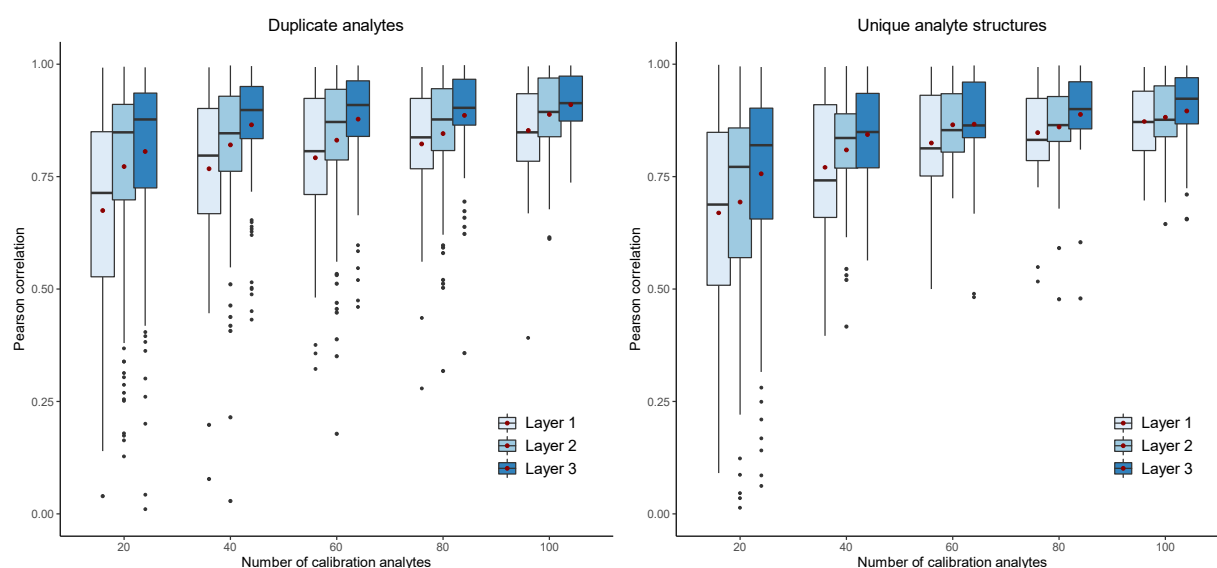 Duplicate analytes
Pearson correlation
1.00
0.75
0.50
0.25
0.00
Layer 1
Layer 2
Layer 3
20 40 60 80 100
Number of calibration analytes
Unique analyte structures
Pearson correlation
1.00
0.75
0.50
0.25
0.00
Layer 1
Layer 2
Layer 3
20 40 60 80 100
Number of calibration analytes